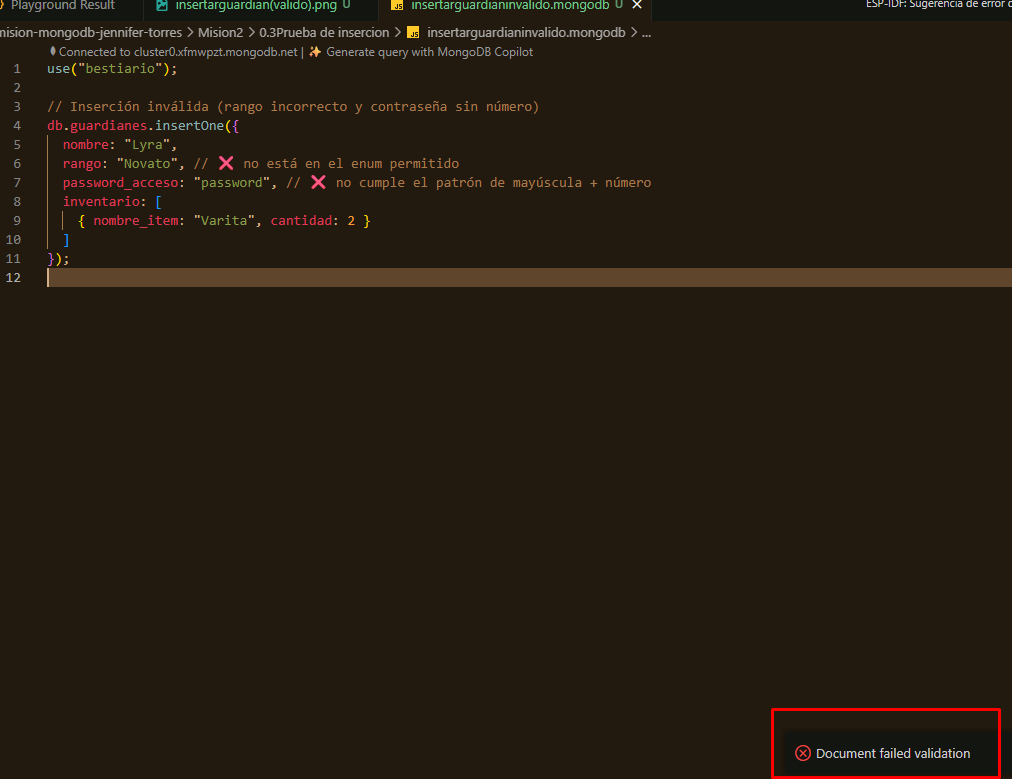 Playground Result
insertarguardian(valido).png U
insertarguardianinvalido.mongodb U
ESP-IDF: Sugerencia de error
mision-mongodb-jennifer-torres > Mision2 > 0.3Prueba de insercion > JS insertarguardianinvalido.mongodb > ...
Connected to cluster0.xfmwpzt.mongodb.net | ✨ Generate query with MongoDB Copilot
1 use("bestiario");
2
3 // Inserción inválida (rango incorrecto y contraseña sin número)
4 db.guardianes.insertOne({
5 nombre: "Lyra",
6 rango: "Novato", // ❌ no está en el enum permitido
7 password_acceso: "password", // ❌ no cumple el patrón de mayúscula + número
8 inventario: [
9 { nombre_item: "Varita", cantidad: 2 }
10 ]
11 });
12
Document failed validation